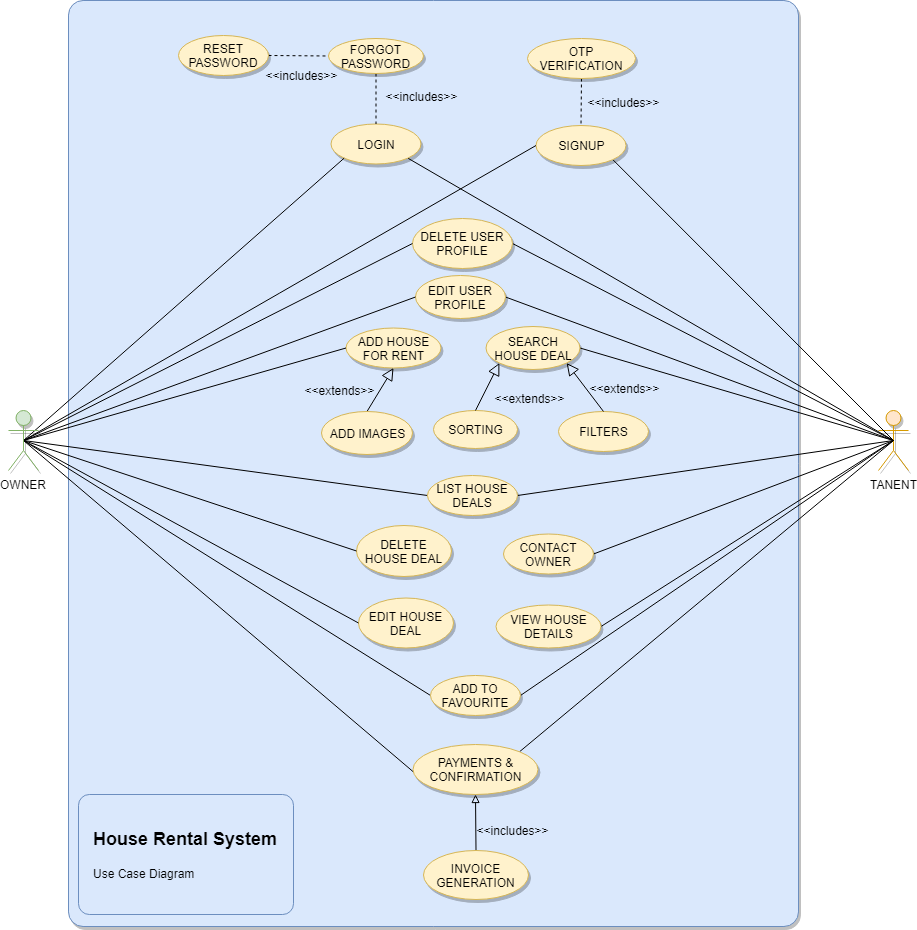 RESET
PASSWORD
FORGOT
PASSWORD
OTP
VERIFICATION
<<includes>>
<<includes>>
<<includes>>
LOGIN
SIGNUP
DELETE USER
PROFILE
EDIT USER
PROFILE
ADD HOUSE
FOR RENT
SEARCH
HOUSE DEAL
<<extends>>
<<extends>>
<<extends>>
ADD IMAGES
SORTING
FILTERS
OWNER
TANENT
LIST HOUSE
DEALS
DELETE
HOUSE DEAL
CONTACT
OWNER
EDIT HOUSE
DEAL
VIEW HOUSE
DETAILS
ADD TO
FAVOURITE
PAYMENTS &
CONFIRMATION
<<includes>>
INVOICE
GENERATION
House Rental System
Use Case Diagram